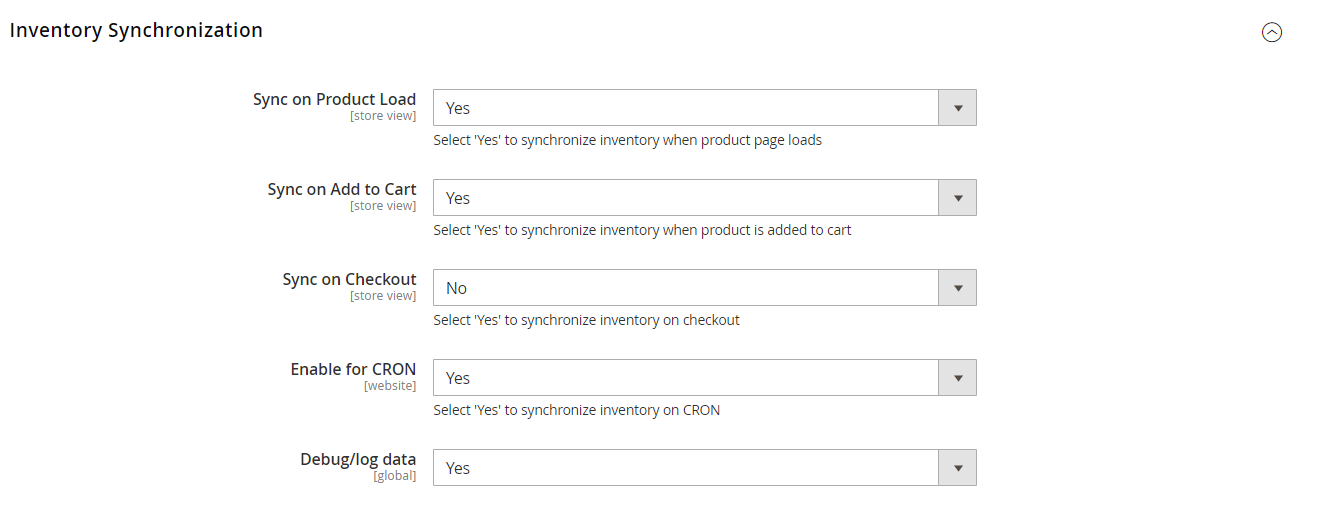 Inventory Synchronization
Sync on Product Load
[store view]
Yes
Select 'Yes' to synchronize inventory when product page loads
Sync on Add to Cart
[store view]
Yes
Select 'Yes' to synchronize inventory when product is added to cart
Sync on Checkout
[store view]
No
Select 'Yes' to synchronize inventory on checkout
Enable for CRON
[website]
Yes
Select 'Yes' to synchronize inventory on CRON
Debug/log data
[global]
Yes